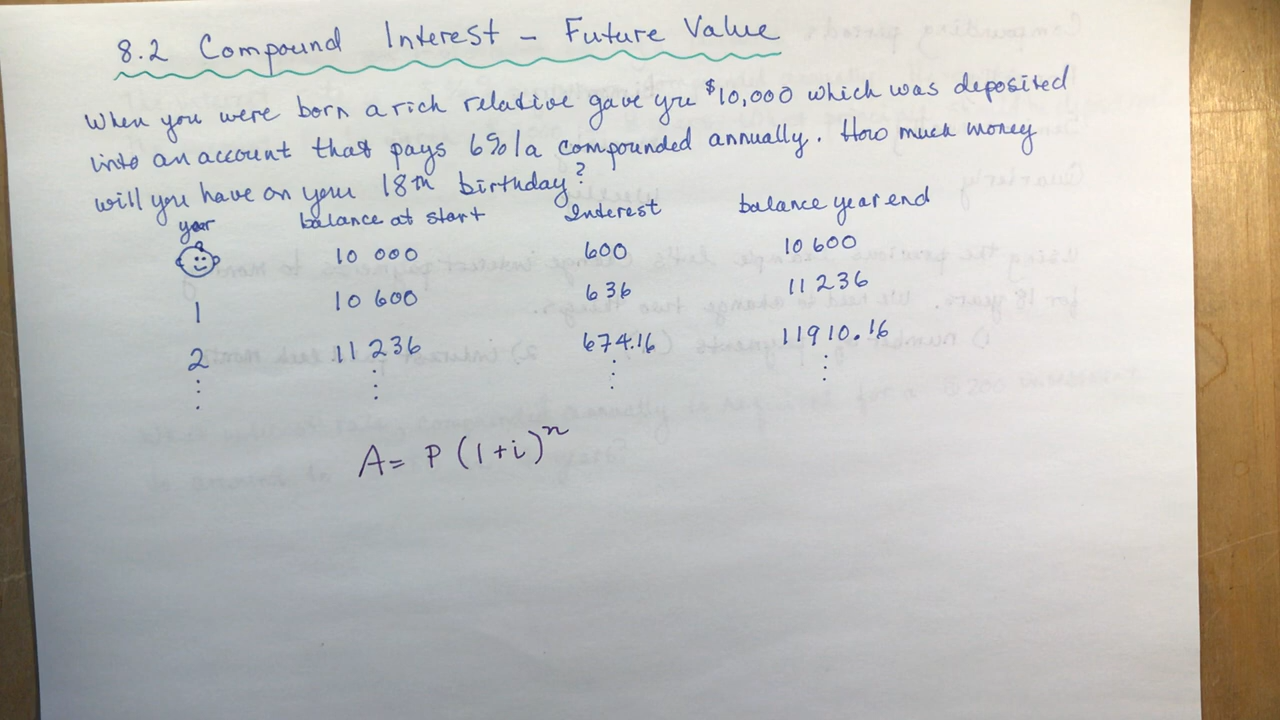 8.2 Compound Interest - Future Value
When you were born a rich relative gave you $10,000 which was deposited
into an account that pays 6%/a compounded annually. How much money
will you have on your 18th birthday?
year balance at start Interest balance year end
10 000 600 10 600
1 10 600 636 11 236
2 11 236 674.16 11910.16
A= P (1+i)^n